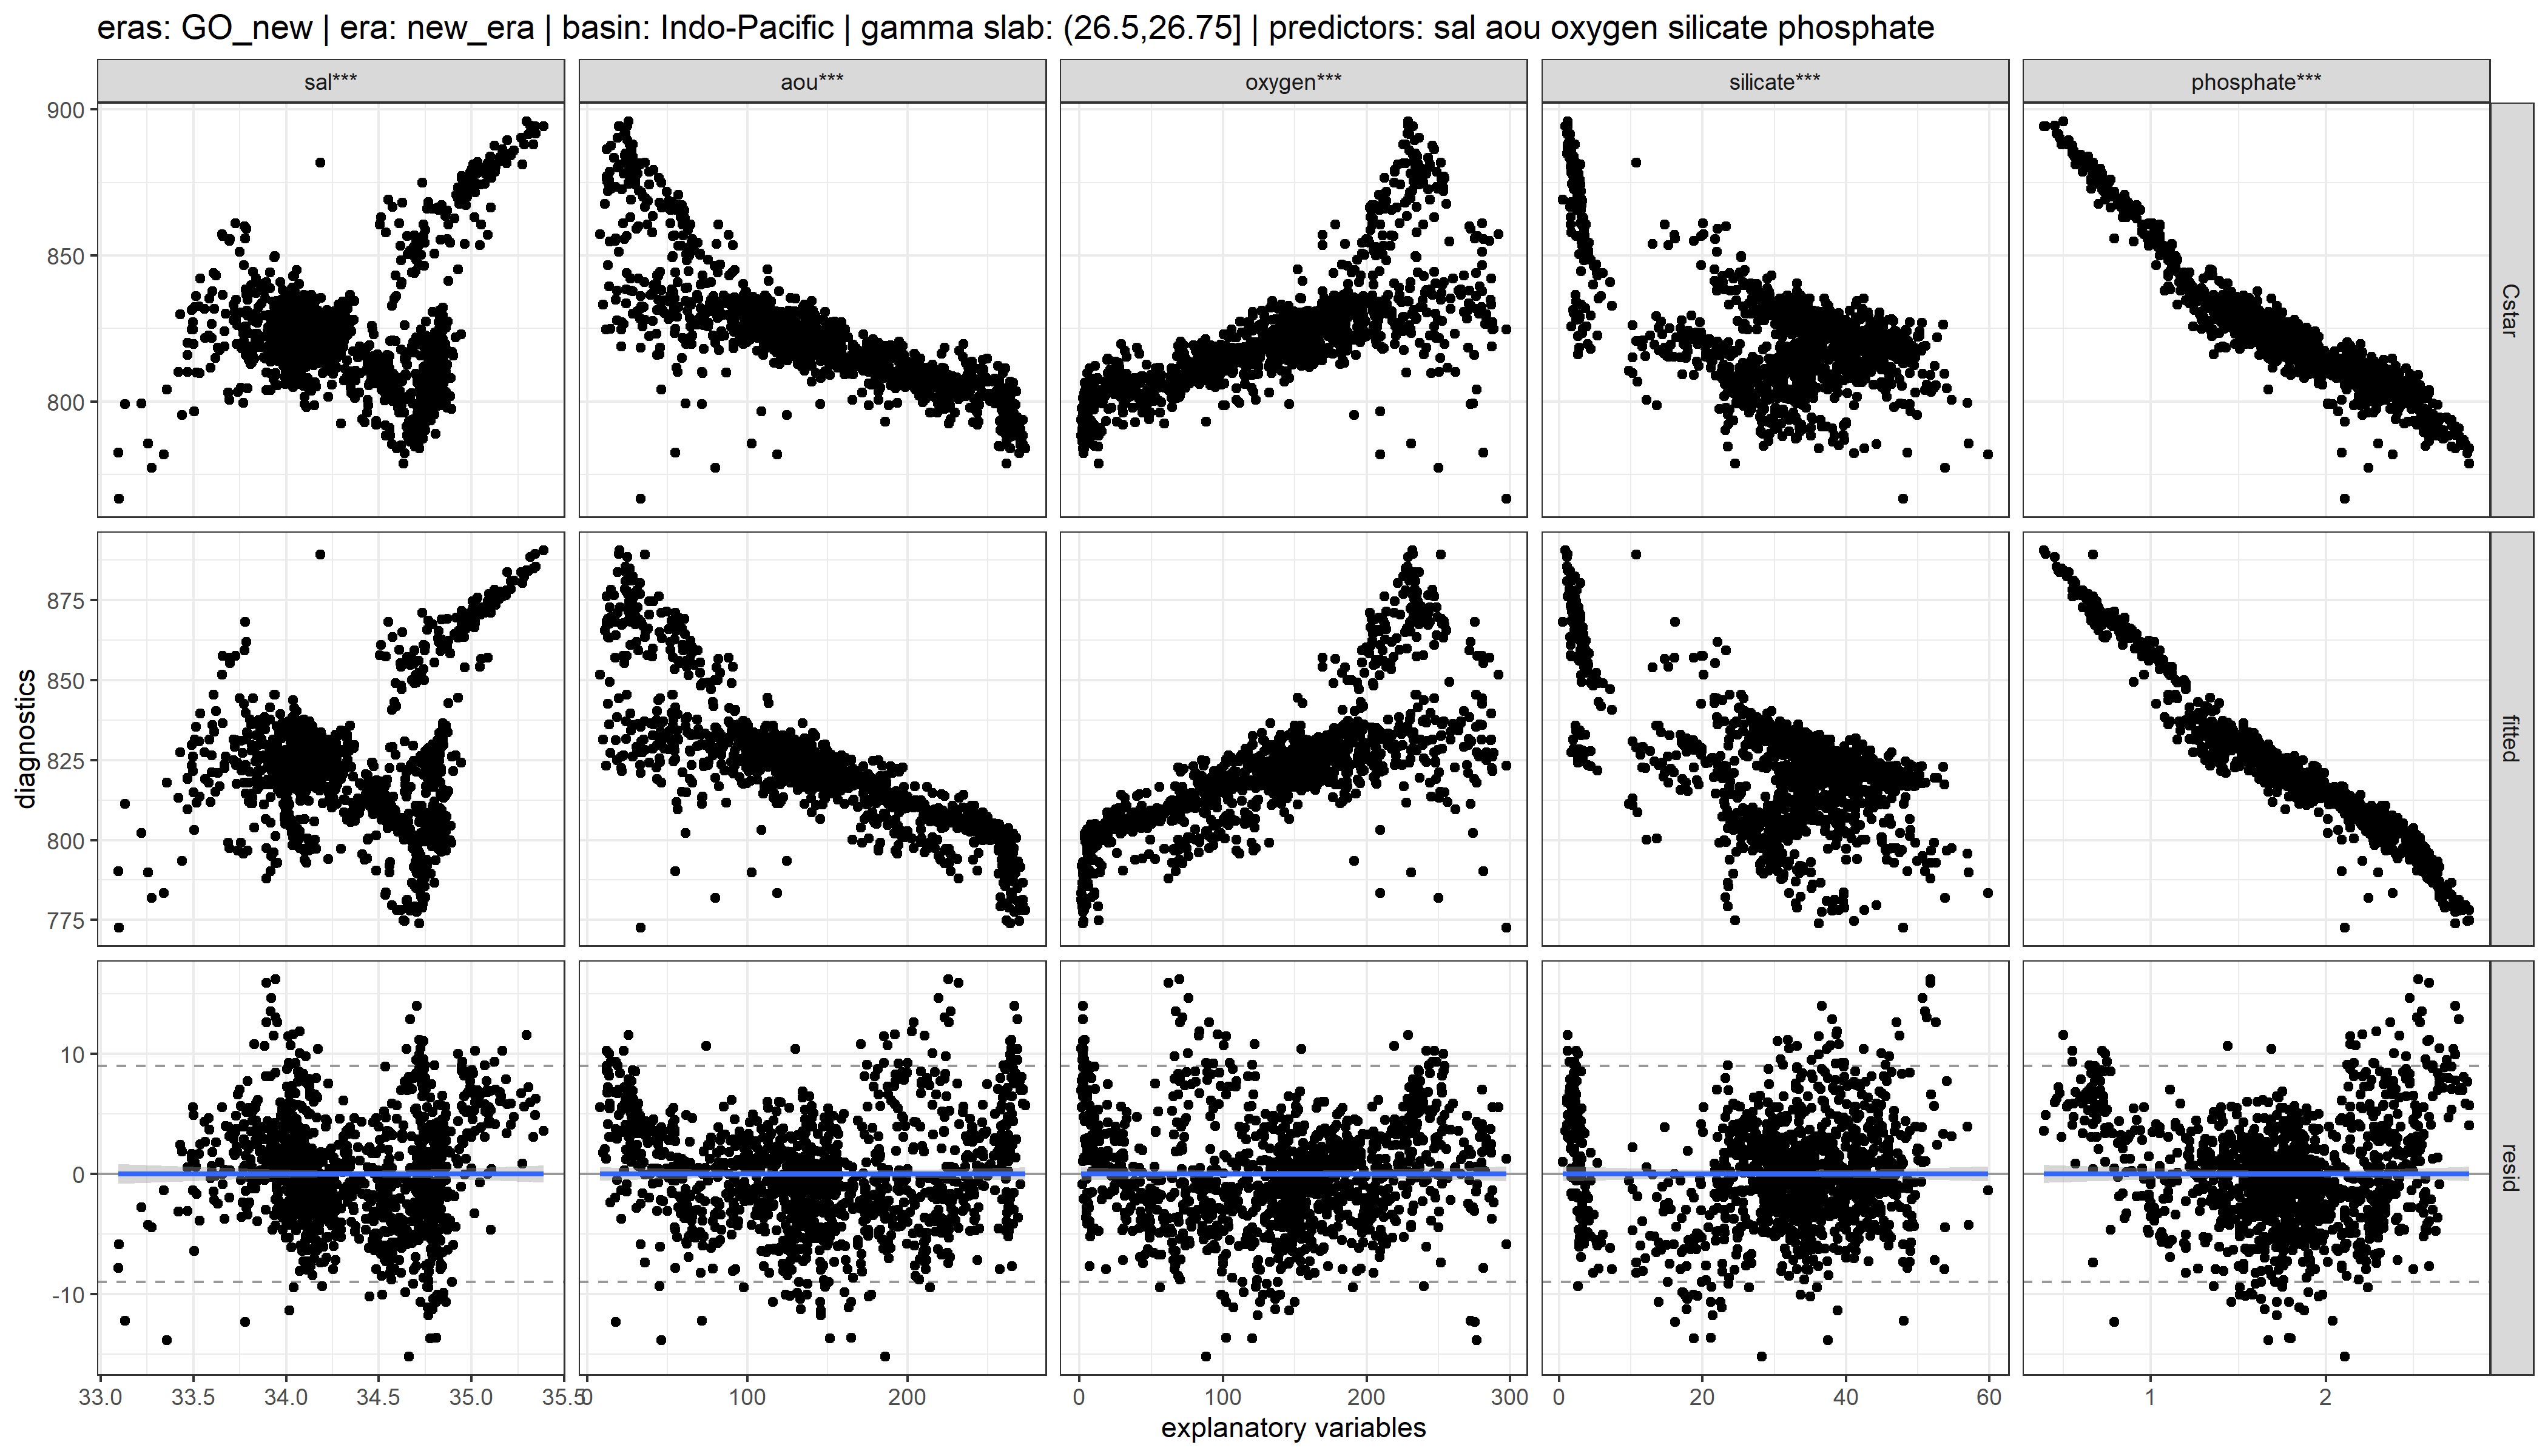 eras: GO_new | era: new_era | basin: Indo-Pacific | gamma slab: (26.5,26.75] | predictors: sal aou oxygen silicate phosphate
sal*** aou*** oxygen*** silicate*** phosphate***
900
850
800
Cstar
875
850
825
800
775
fitted
diagnostics
10
0
-10
resid
33.0 33.5 34.0 34.5 35.0 35.5 0 100 200 0 100 200 300 0 20 40 60 1 2
explanatory variables